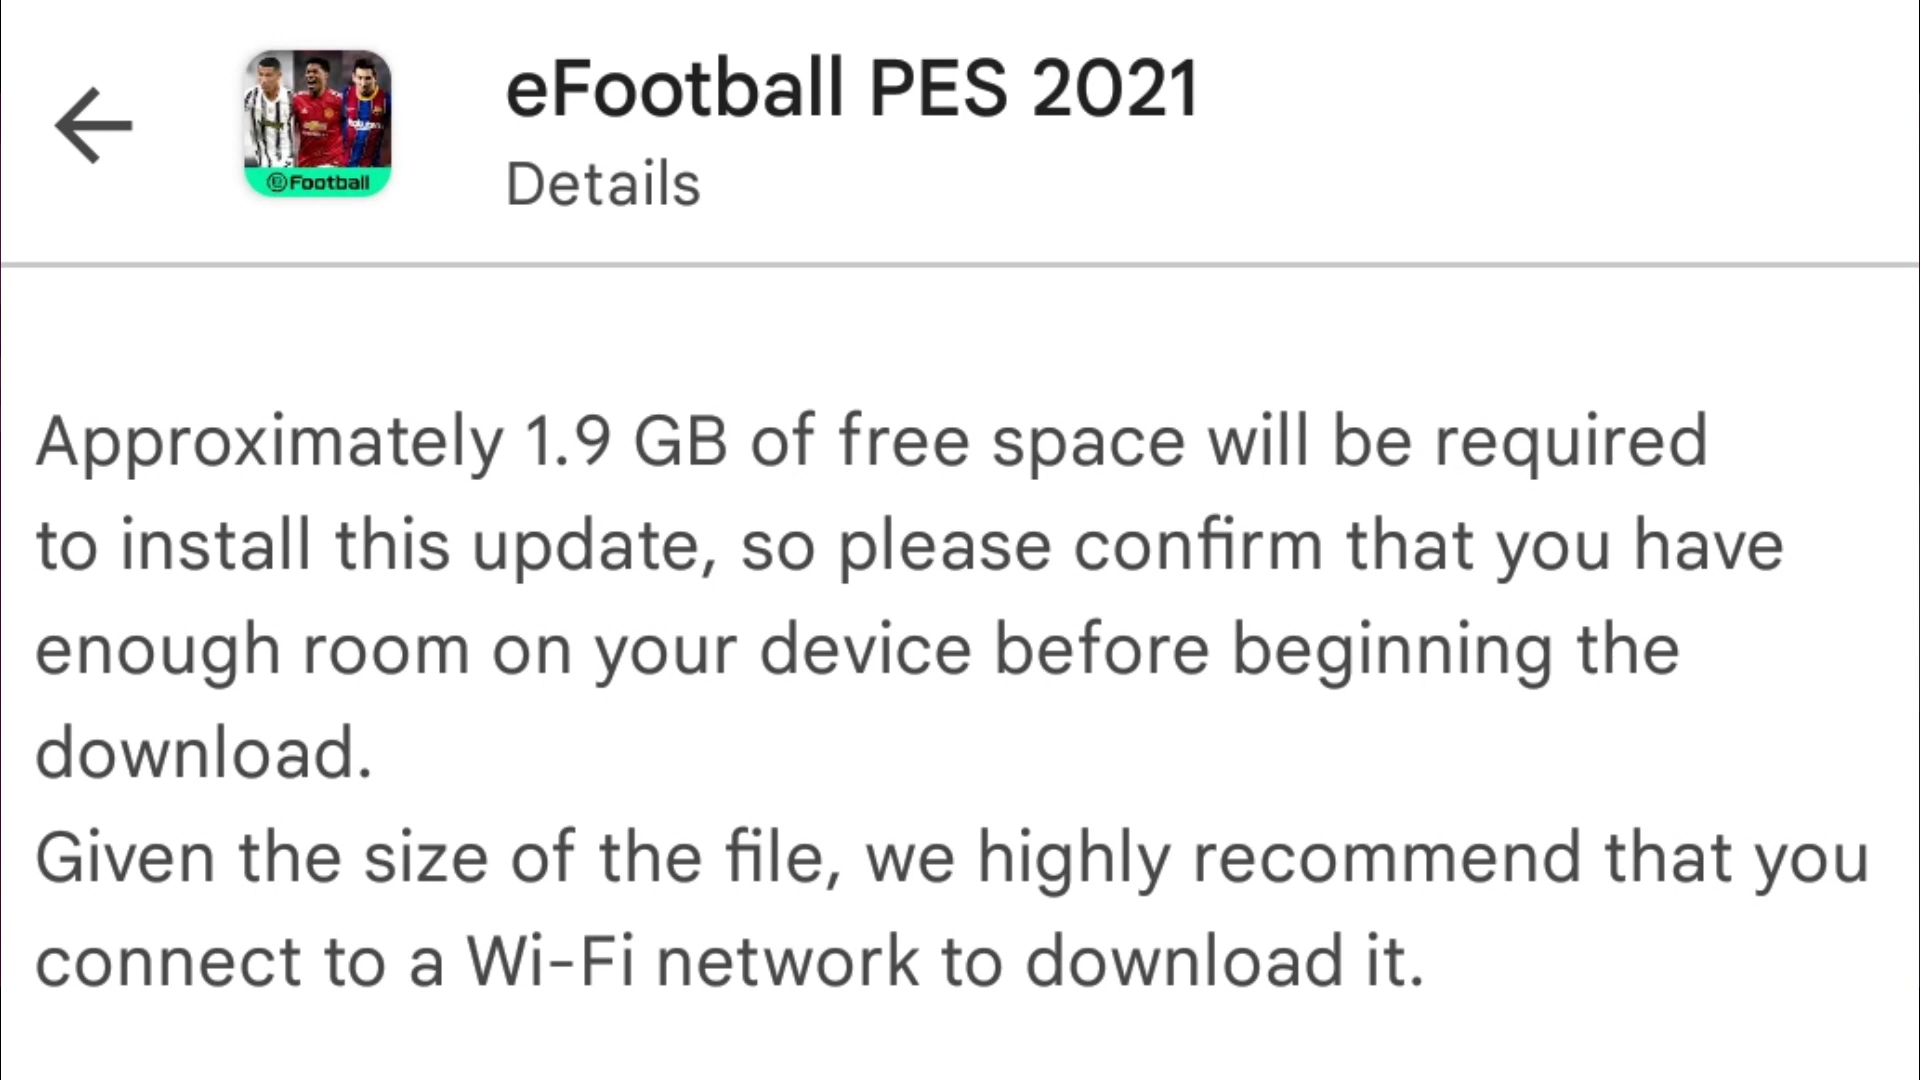 eFootball PES 2021
Details
Football
Approximately 1.9 GB of free space will be required
to install this update, so please confirm that you have
enough room on your device before beginning the
download.
Given the size of the file, we highly recommend that you
connect to a Wi-Fi network to download it.